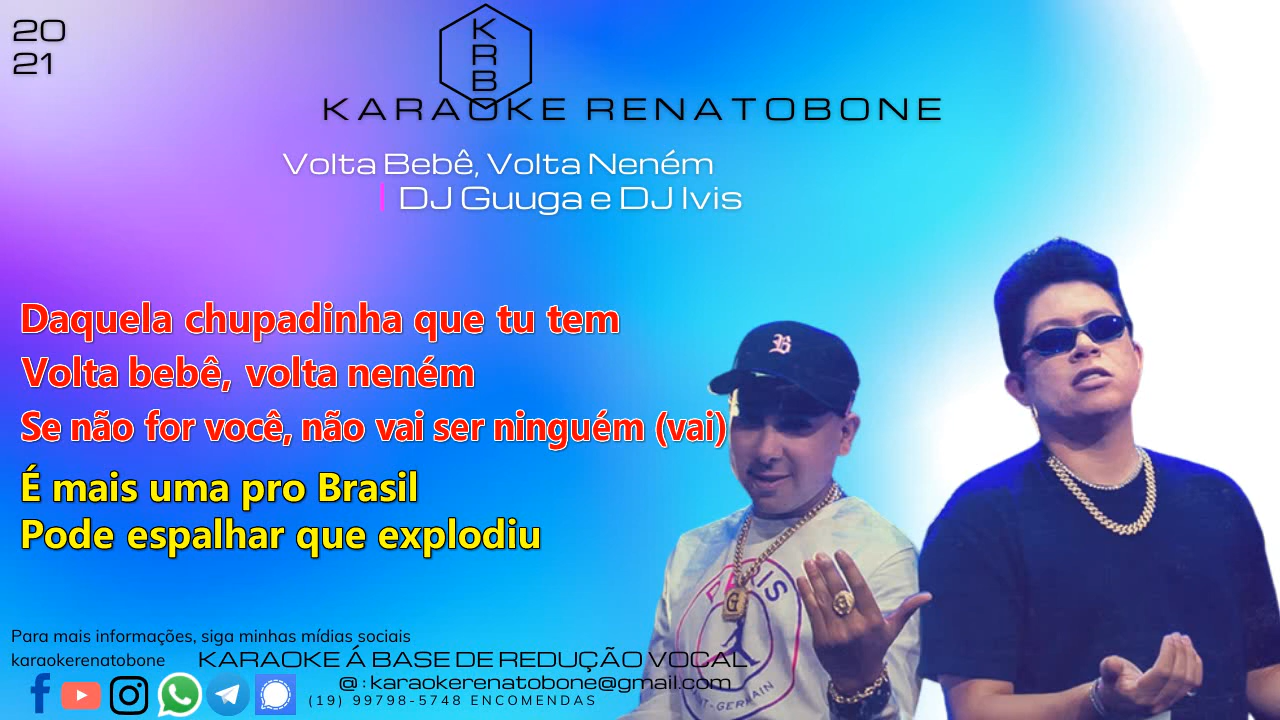 20
21
K
R
B
KARAOKE RENATOBONE
Volta Bebê, Volta Neném
| DJ Guuga e DJ Ivis
Daquela chupadinha que tu tem
Volta bebê, volta neném
Se não for você, não vai ser ninguém (vai)
É mais uma pro Brasil
Pode espalhar que explodiu
B
PARIS
G
NT-GERMAIN
Para mais informações, siga minhas mídias sociais
karaokerenatobone
KARAOKE Á BASE DE REDUÇÃO VOCAL
@ : karaokerenatobone@gmail.com
(19) 99798-5748 ENCOMENDAS